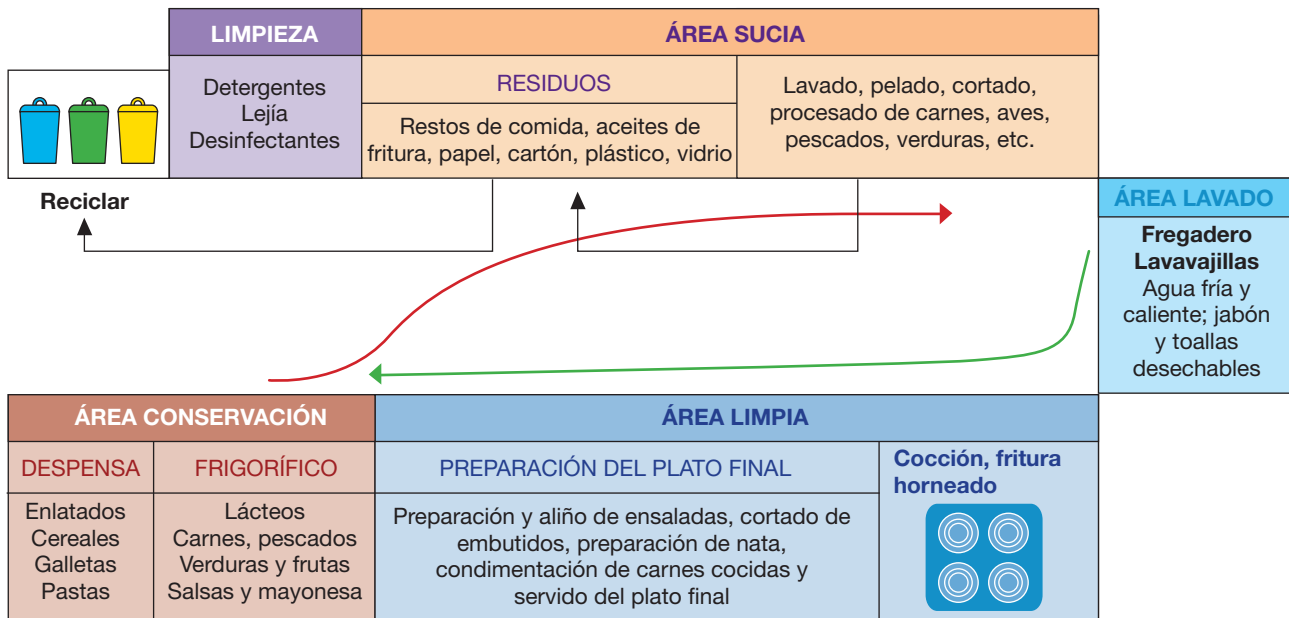 LIMPIEZA
Detergentes
Lejía
Desinfectantes
ÁREA SUCIA
RESIDUOS
Restos de comida, aceites de
fritura, papel, cartón, plástico, vidrio
Lavado, pelado, cortado,
procesado de carnes, aves,
pescados, verduras, etc.
Reciclar
ÁREA LAVADO
Fregadero
Lavavajillas
Agua fría y
caliente; jabón
y toallas
desechables
ÁREA CONSERVACIÓN
DESPENSA
Enlatados
Cereales
Galletas
Pastas
FRIGORÍFICO
Lácteos
Carnes, pescados
Verduras y frutas
Salsas y mayonesa
ÁREA LIMPIA
PREPARACIÓN DEL PLATO FINAL
Preparación y aliño de ensaladas, cortado de
embutidos, preparación de nata,
condimentación de carnes cocidas y
servido del plato final
Cocción, fritura
horneado